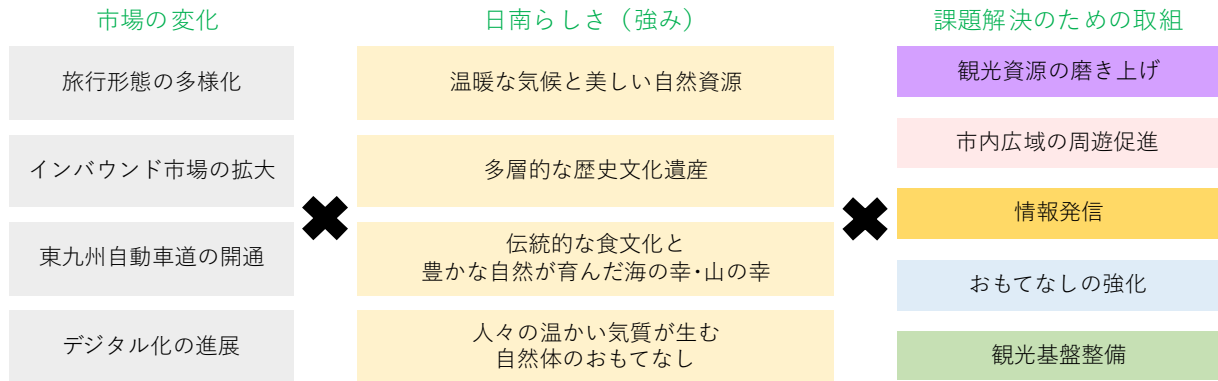 市場の変化
旅行形態の多様化
インバウンド市場の拡大
東九州自動車道の開通
デジタル化の進展
日南らしさ（強み）
温暖な気候と美しい自然資源
多層的な歴史文化遺産
伝統的な食文化と
豊かな自然が育んだ海の幸･山の幸
人々の温かい気質が生む
自然体のおもてなし
課題解決のための取組
観光資源の磨き上げ
市内広域の周遊促進
情報発信
おもてなしの強化
観光基盤整備